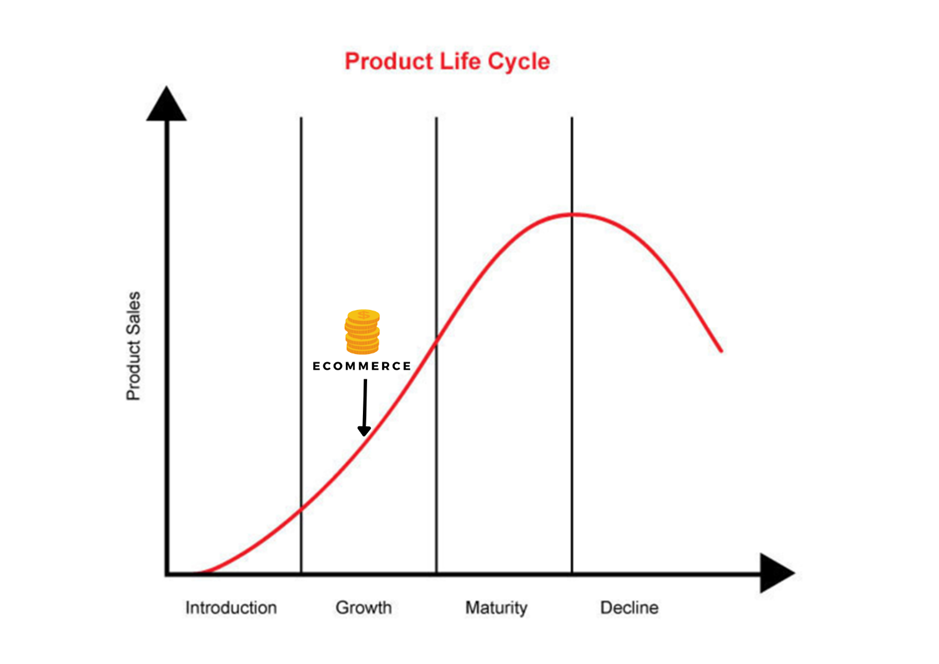 Product Life Cycle
Product Sales
ECOMMERCE
Introduction
Growth
Maturity
Decline